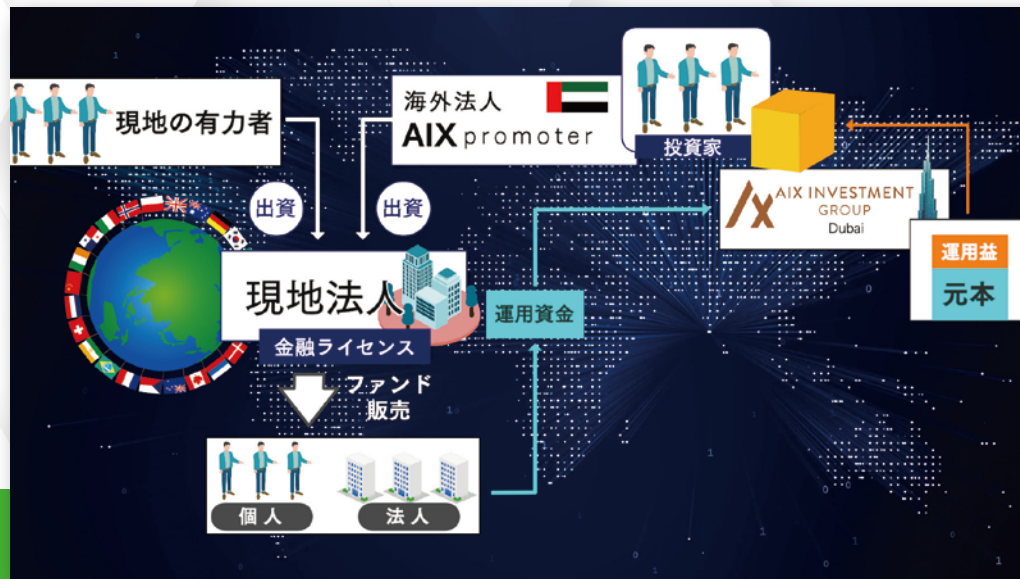 現地の有力者
海外法人
AIX promoter
投資家
出資
出資
AIX INVESTMENT
GROUP
Dubai
運用益
元本
現地法人
金融ライセンス
運用資金
ファンド
販売
個人
法人